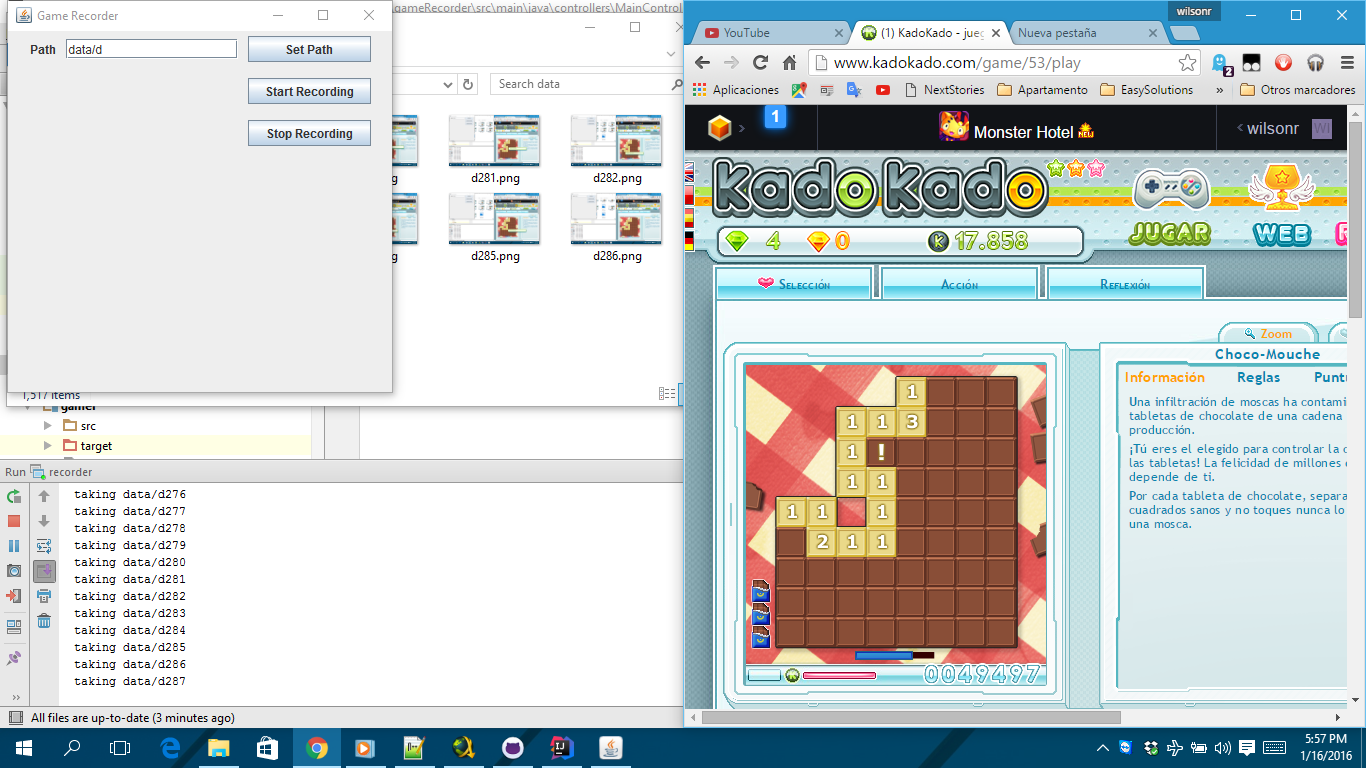 Game Recorder
Path data/d Set Path
Start Recording
Stop Recording
.gameRecorder\src\main\java\controllers\MainControl
Search data
d281.png
d282.png
d285.png
d286.png
1,517 items
gamer
src
target
Run recorder
taking data/d276
taking data/d277
taking data/d278
taking data/d279
taking data/d280
taking data/d281
taking data/d282
taking data/d283
taking data/d284
taking data/d285
taking data/d286
taking data/d287
All files are up-to-date (3 minutes ago)
wilsonr
YouTube
(1) KadoKado - jueg
Nueva pestaña
www.kadokado.com/game/53/play
2
Aplicaciones
NextStories
Apartamento
EasySolutions
»
Otros marcadores
1
Monster Hotel NEW
wilsonr
WI
kadokado
4 0 K 17.858
JUGAR
WEB
Selección
Acción
Reflexión
Zoom
Choco-Mouche
Información Reglas Puntu
Una infiltración de moscas ha contami
tabletas de chocolate de una cadena
producción.
¡Tú eres el elegido para controlar la c
las tabletas! La felicidad de millones
depende de ti.
Por cada tableta de chocolate, separa
cuadrados sanos y no toques nunca lo
una mosca.
1
1 1 3
1 !
1 1
1 1 1
2 1 1
0049497
5:57 PM
1/16/2016